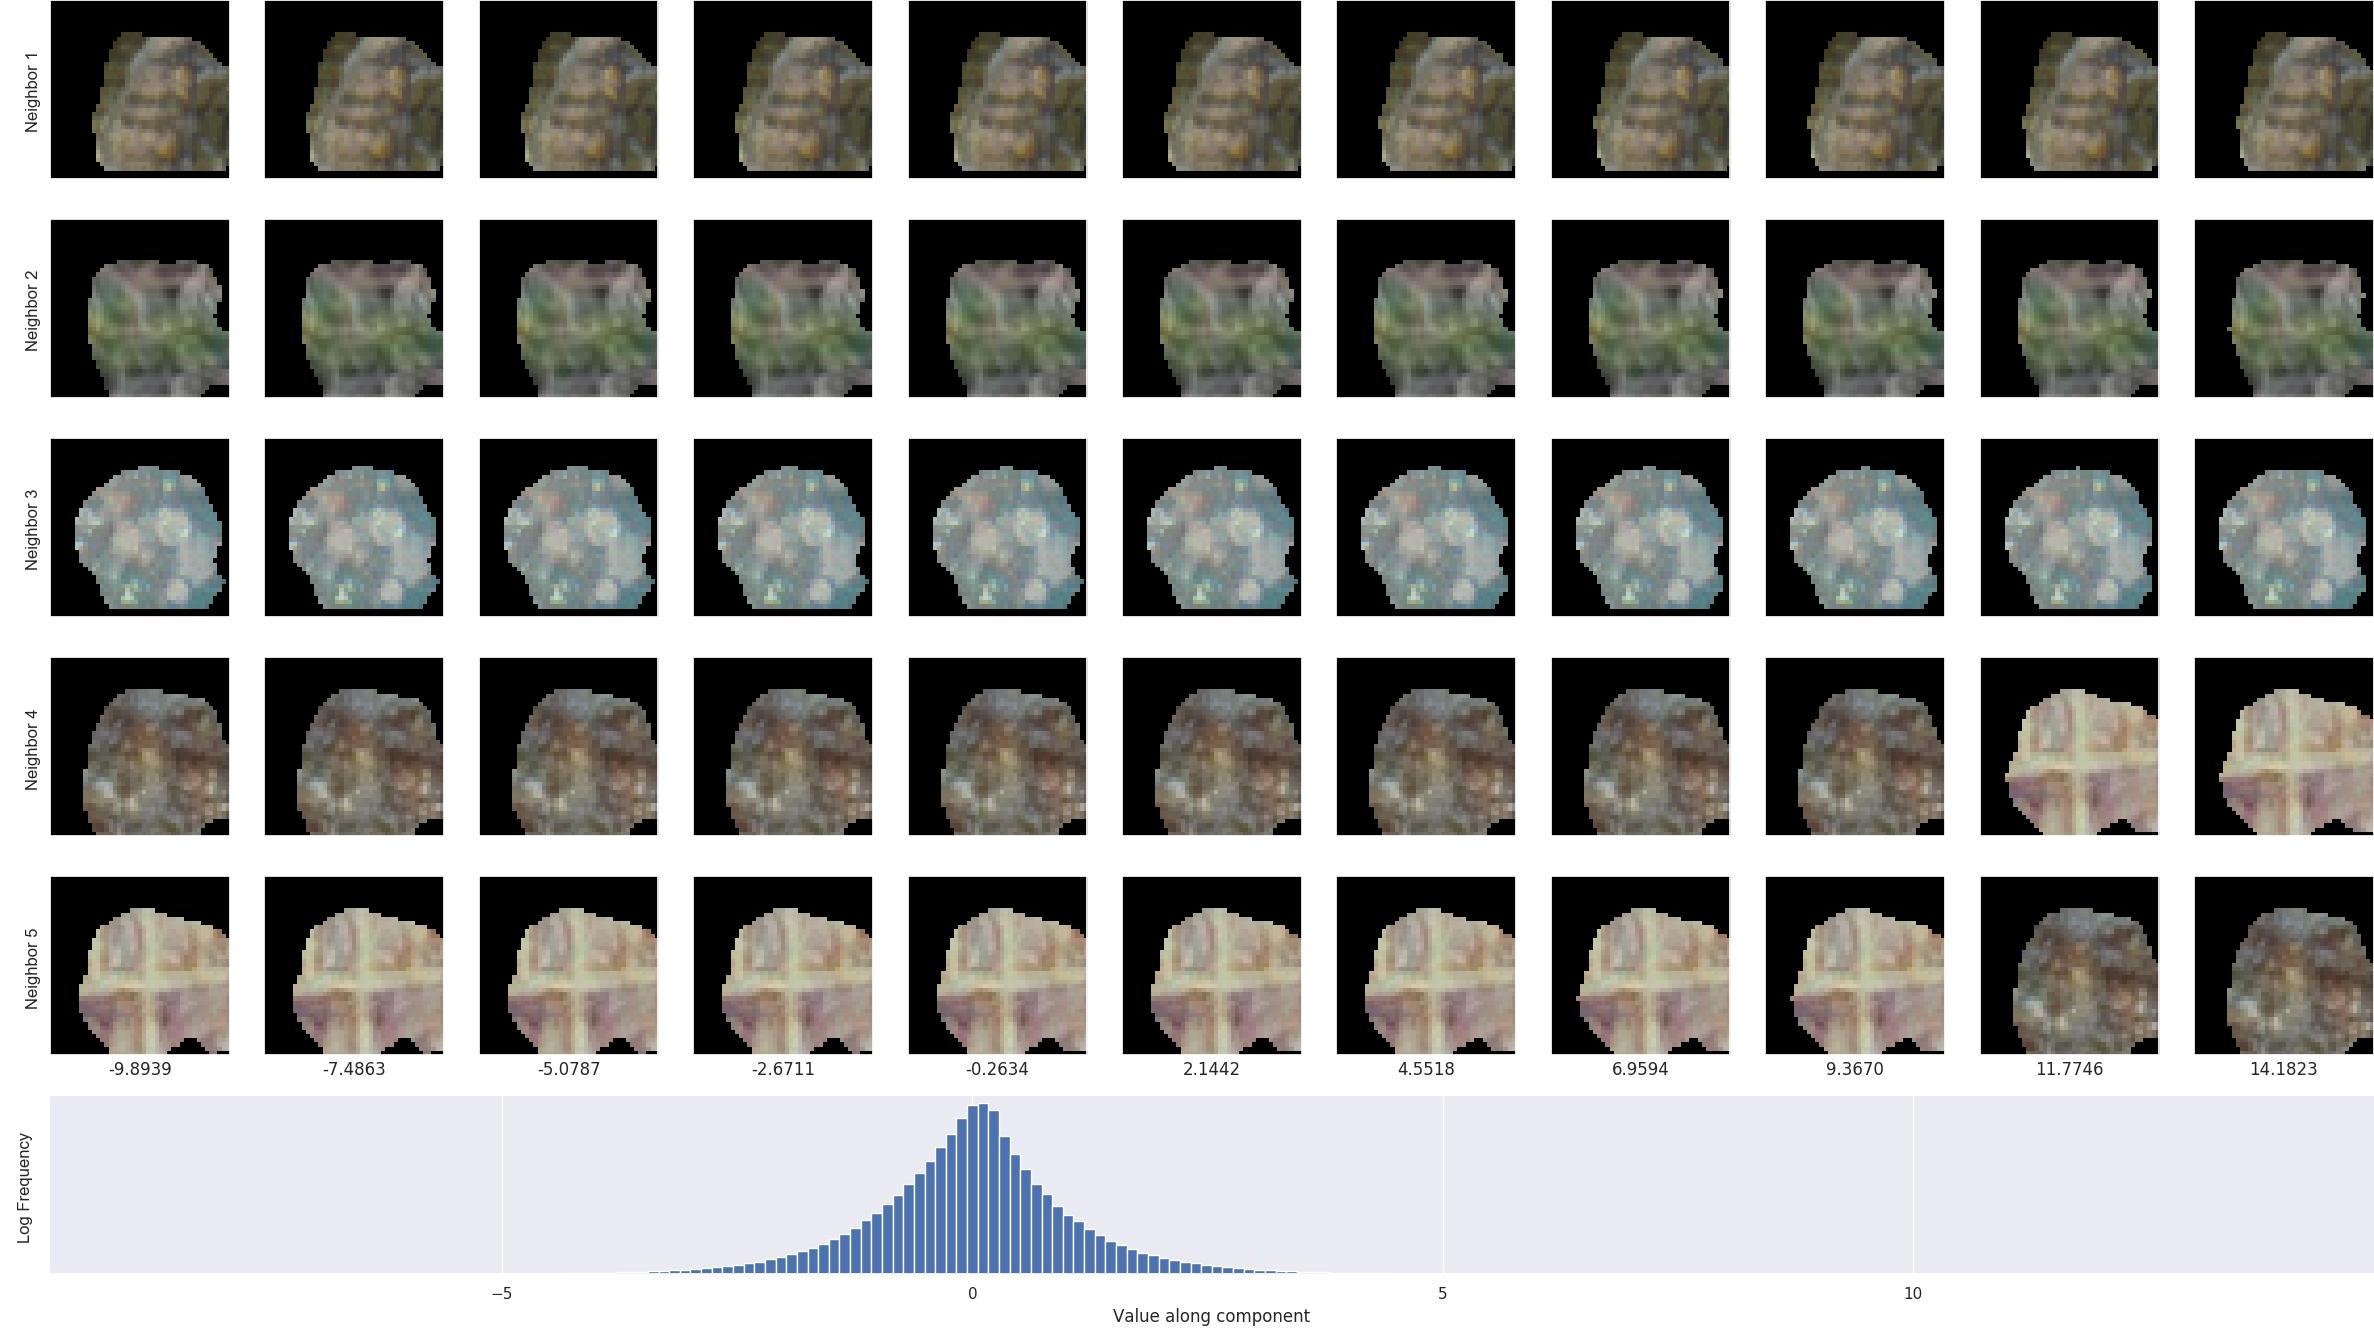 Neighbor 1
Neighbor 2
Neighbor 3
Neighbor 4
Neighbor 5
-9.8939 -7.4863 -5.0787 -2.6711 -0.2634 2.1442 4.5518 6.9594 9.3670 11.7746 14.1823
Log Frequency
−5 0 5 10
Value along component